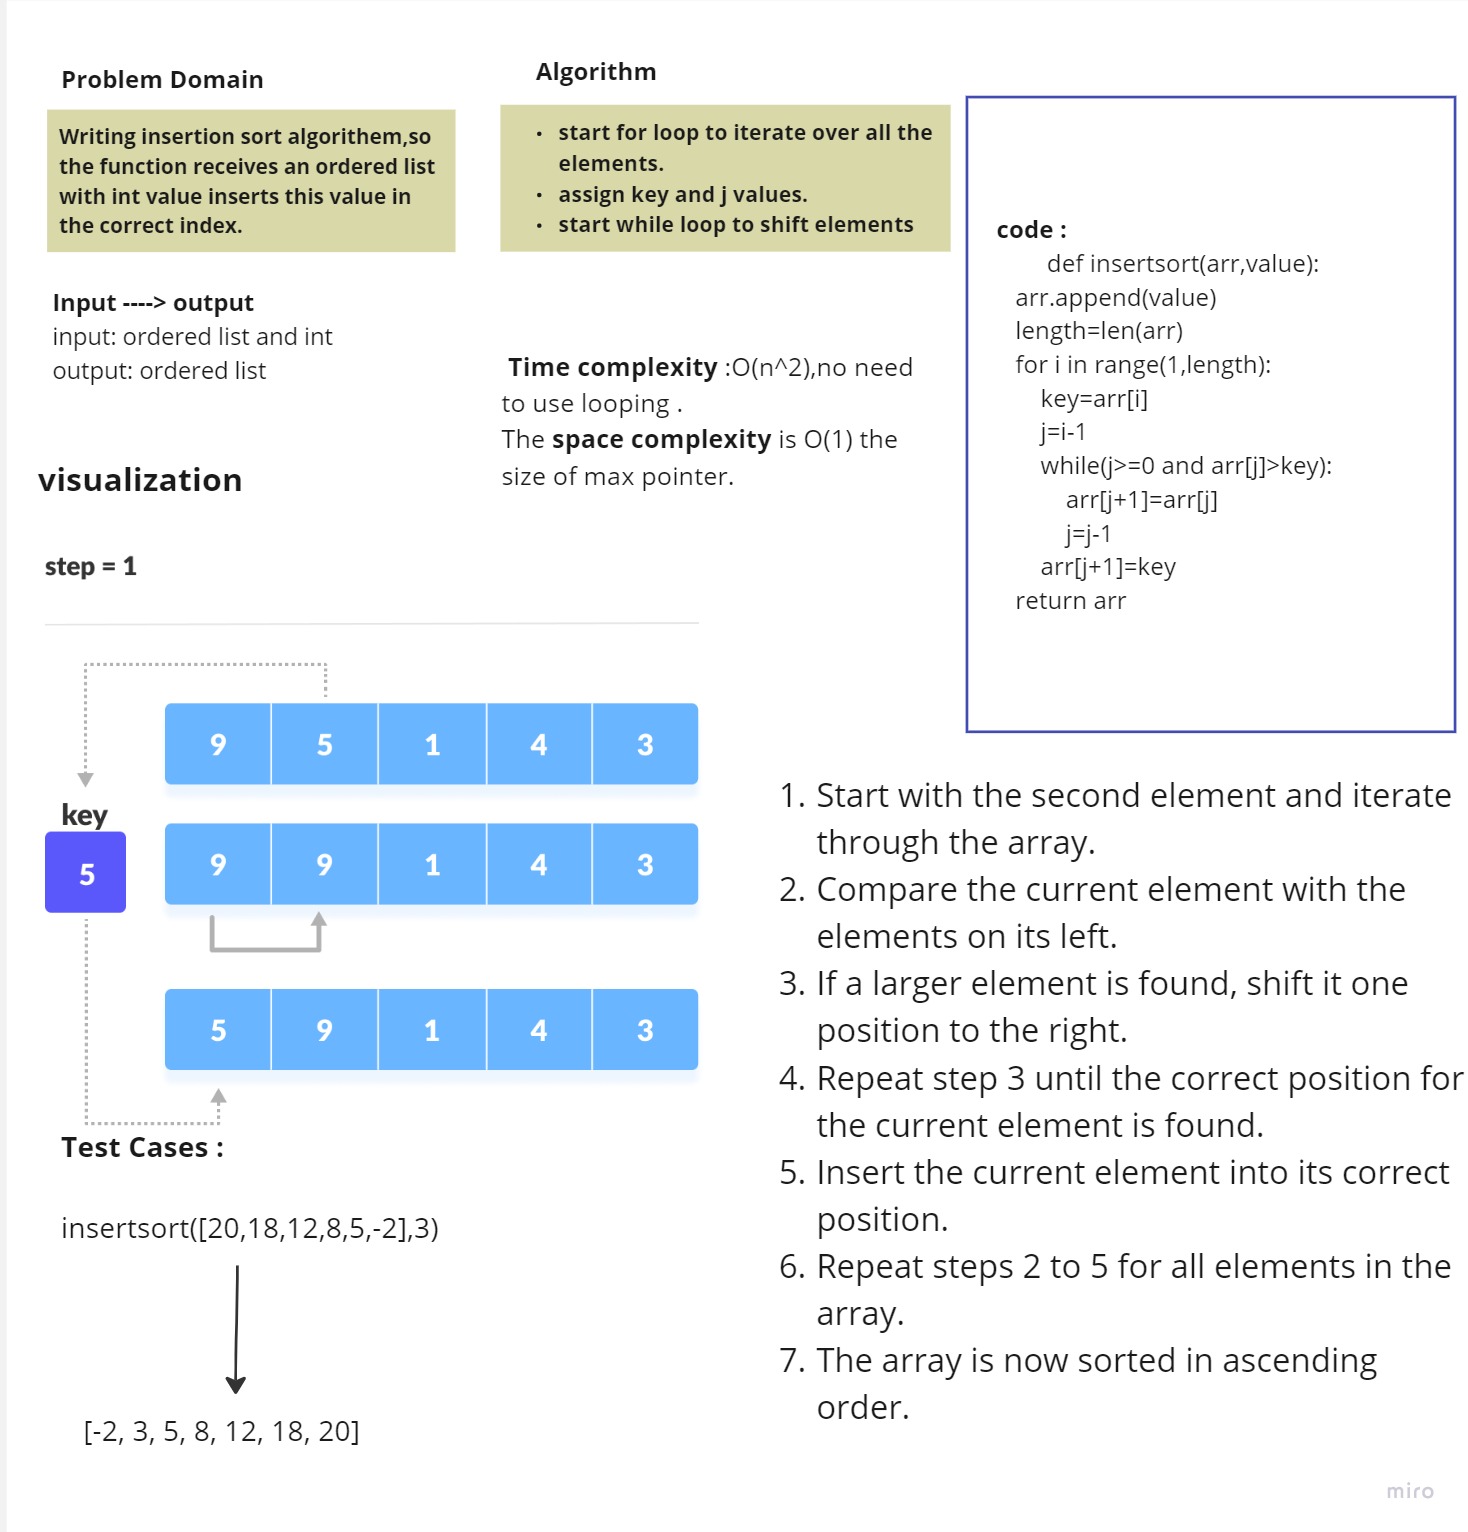 Problem Domain
Writing insertion sort algorithem,so
the function receives an ordered list
with int value inserts this value in
the correct index.
Input ----> output
input: ordered list and int
output: ordered list
Algorithm
• start for loop to iterate over all the
elements.
• assign key and j values.
• start while loop to shift elements
Time complexity :O(n^2),no need
to use looping .
The space complexity is O(1) the
size of max pointer.
code :
def insertsort(arr,value):
arr.append(value)
length=len(arr)
for i in range(1,length):
key=arr[i]
j=i-1
while(j>=0 and arr[j]>key):
arr[j+1]=arr[j]
j=j-1
arr[j+1]=key
return arr
visualization
step = 1
9 5 1 4 3
key
5
9 9 1 4 3
5 9 1 4 3
Test Cases :
insertsort([20,18,12,8,5,-2],3)
[-2, 3, 5, 8, 12, 18, 20]
1. Start with the second element and iterate
through the array.
2. Compare the current element with the
elements on its left.
3. If a larger element is found, shift it one
position to the right.
4. Repeat step 3 until the correct position for
the current element is found.
5. Insert the current element into its correct
position.
6. Repeat steps 2 to 5 for all elements in the
array.
7. The array is now sorted in ascending
order.
miro